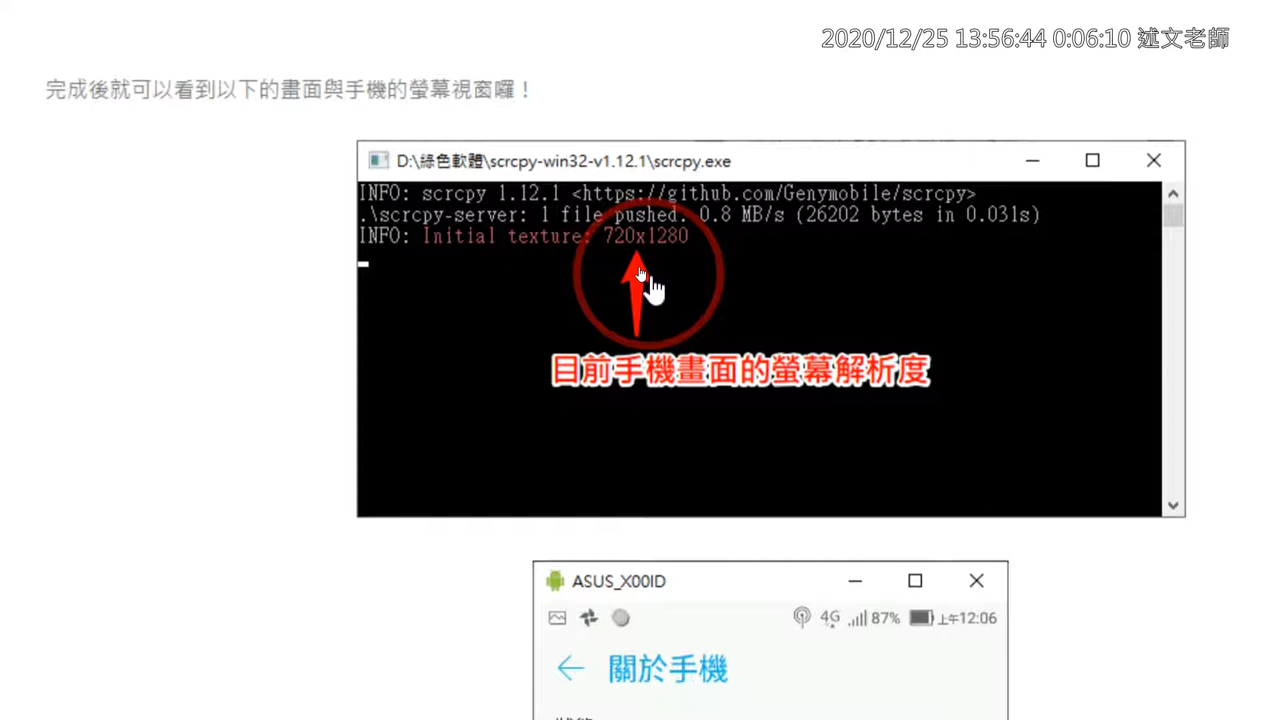 2020/12/25 13:56:44 0:06:10 述文老師
完成後就可以看到以下的畫面與手機的螢幕視窗囉！
D:\綠色軟體\scrcpy-win32-v1.12.1\scrcpy.exe
INFO: scrcpy 1.12.1 <https://github.com/Genymobile/scrcpy>
.\scrcpy-server: 1 file pushed. 0.8 MB/s (26202 bytes in 0.031s)
INFO: Initial texture: 720x1280
目前手機畫面的螢幕解析度
ASUS_X00ID
4G 87% 上午12:06
關於手機